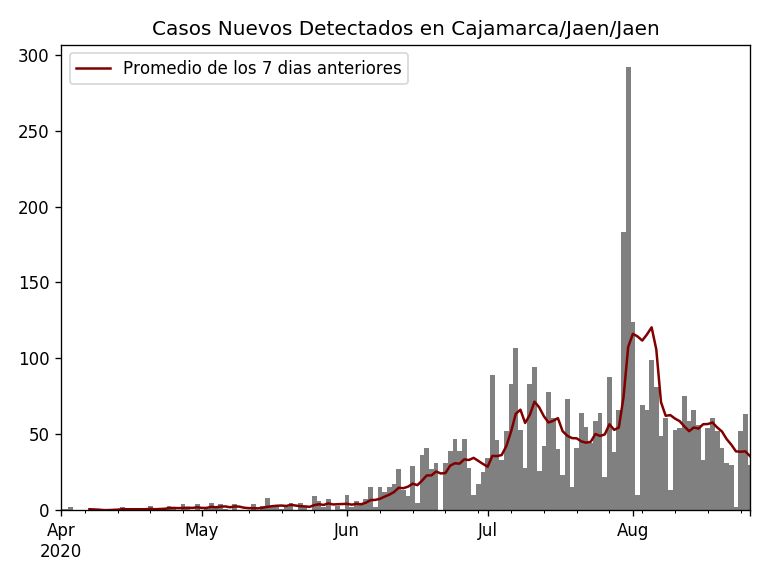 Casos Nuevos Detectados en Cajamarca/Jaen/Jaen
Promedio de los 7 dias anteriores
300
250
200
150
100
50
0
Apr May Jun Jul Aug
2020